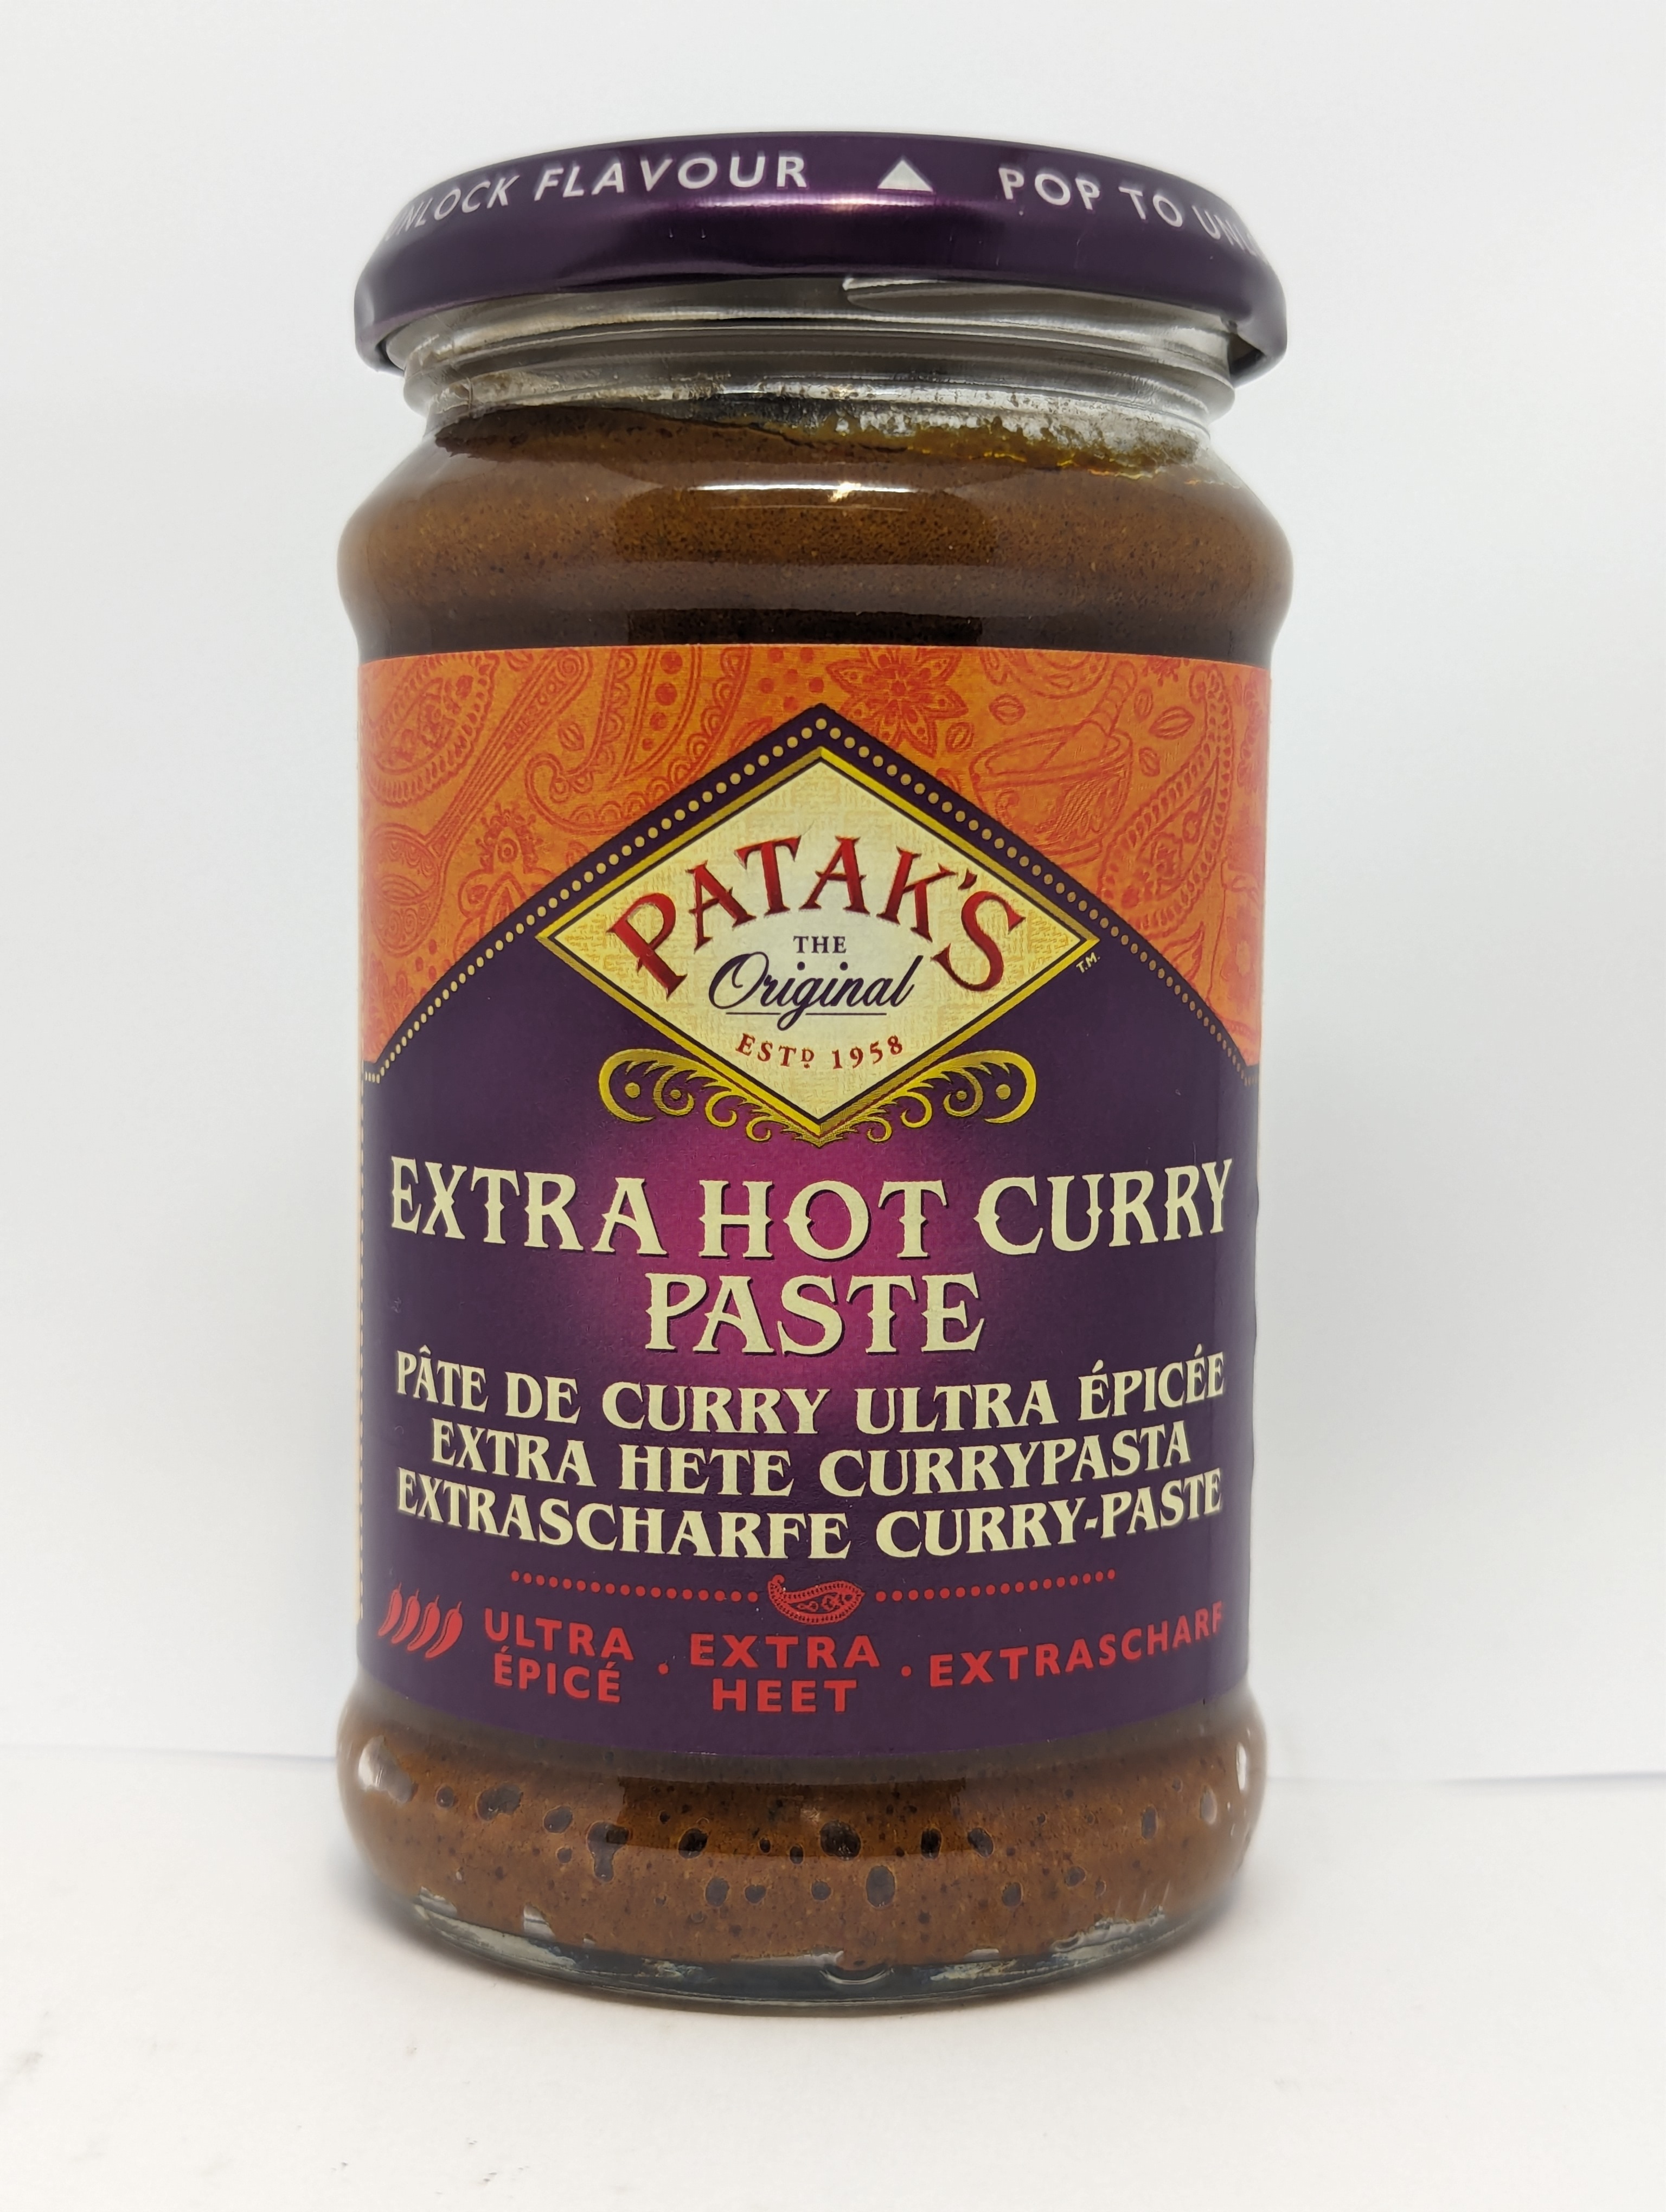 UNLOCK FLAVOUR ▲ POP TO UNLO
PATAK'S
THE
Original
ESTD 1958
T.M.
EXTRA HOT CURRY
PASTE
PÂTE DE CURRY ULTRA ÉPICÉE
EXTRA HETE CURRYPASTA
EXTRASCHARFE CURRY-PASTE
ULTRA ÉPICÉ · EXTRA HEET · EXTRASCHARF